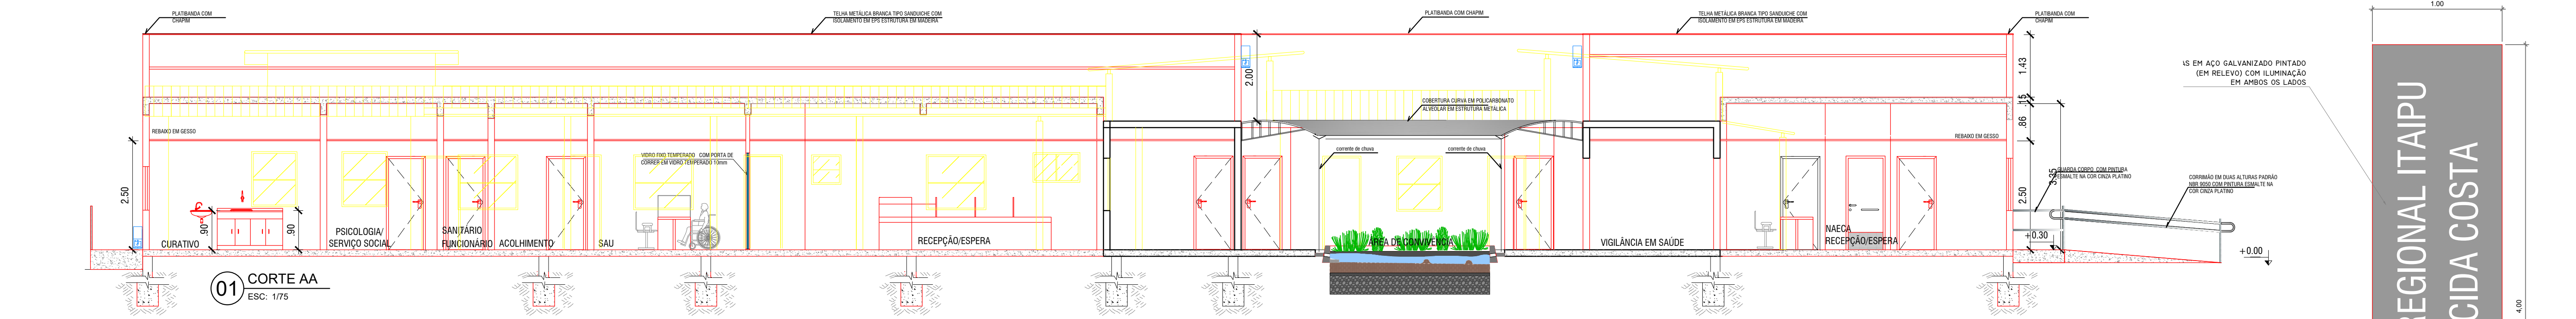 PLATIBANDA COM
CHAPIM
TELHA METÁLICA BRANCA TIPO SANDUICHE COM
ISOLAMENTO EM EPS ESTRUTURA EM MADEIRA
PLATIBANDA COM CHAPIM
TELHA METÁLICA BRANCA TIPO SANDUICHE COM
ISOLAMENTO EM EPS ESTRUTURA EM MADEIRA
PLATIBANDA COM
CHAPIM
1.00
EM AÇO GALVANIZADO PINTADO
(EM RELEVO) COM ILUMINAÇÃO
EM AMBOS OS LADOS
2.00
1.43
.15
.86
2.50
3.35
COBERTURA CURVA EM POLICARBONATO
ALVEOLAR EM ESTRUTURA METÁLICA
REBAIXO EM GESSO
REBAIXO EM GESSO
VIDRO FIXO TEMPERADO COM PORTA DE
CORRER EM VIDRO TEMPERADO 10mm
corrente de chuva
corrente de chuva
GUARDA CORPO COM PINTURA
ESMALTE NA COR CINZA PLATINO
CORRIMÃO EM DUAS ALTURAS PADRÃO
NBR 9050 COM PINTURA ESMALTE NA
COR CINZA PLATINO
2.50
.90
.90
CURATIVO
PSICOLOGIA/
SERVIÇO SOCIAL
SANITÁRIO
FUNCIONÁRIO
ACOLHIMENTO
SAU
RECEPÇÃO/ESPERA
ÁREA DE CONVIVÊNCIA
VIGILÂNCIA EM SAÚDE
NAECA
RECEPÇÃO/ESPERA
+0.30
+0.00
01
CORTE AA
ESC: 1/75
REGIONAL ITAIPU
CIDA COSTA
4.00